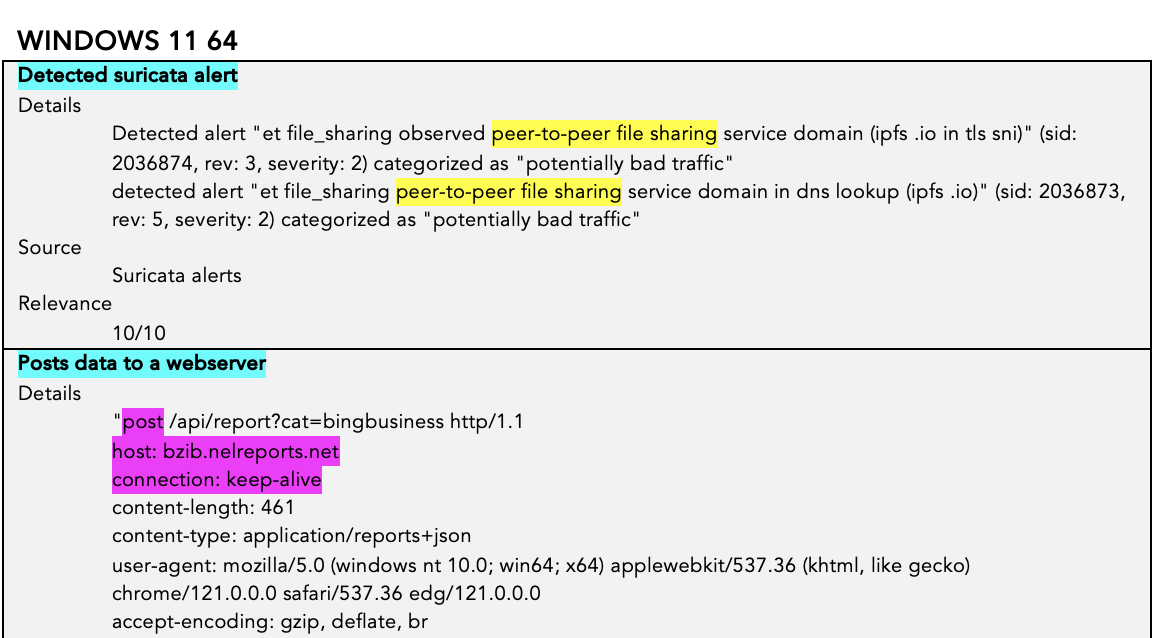 WINDOWS 11 64
Detected suricata alert
Details
Detected alert "et file_sharing observed peer-to-peer file sharing service domain (ipfs .io in tls sni)" (sid:
2036874, rev: 3, severity: 2) categorized as "potentially bad traffic"
detected alert "et file_sharing peer-to-peer file sharing service domain in dns lookup (ipfs .io)" (sid: 2036873,
rev: 5, severity: 2) categorized as "potentially bad traffic"
Source
Suricata alerts
Relevance
10/10
Posts data to a webserver
Details
"post /api/report?cat=bingbusiness http/1.1
host: bzib.nelreports.net
connection: keep-alive
content-length: 461
content-type: application/reports+json
user-agent: mozilla/5.0 (windows nt 10.0; win64; x64) applewebkit/537.36 (khtml, like gecko)
chrome/121.0.0.0 safari/537.36 edg/121.0.0.0
accept-encoding: gzip, deflate, br